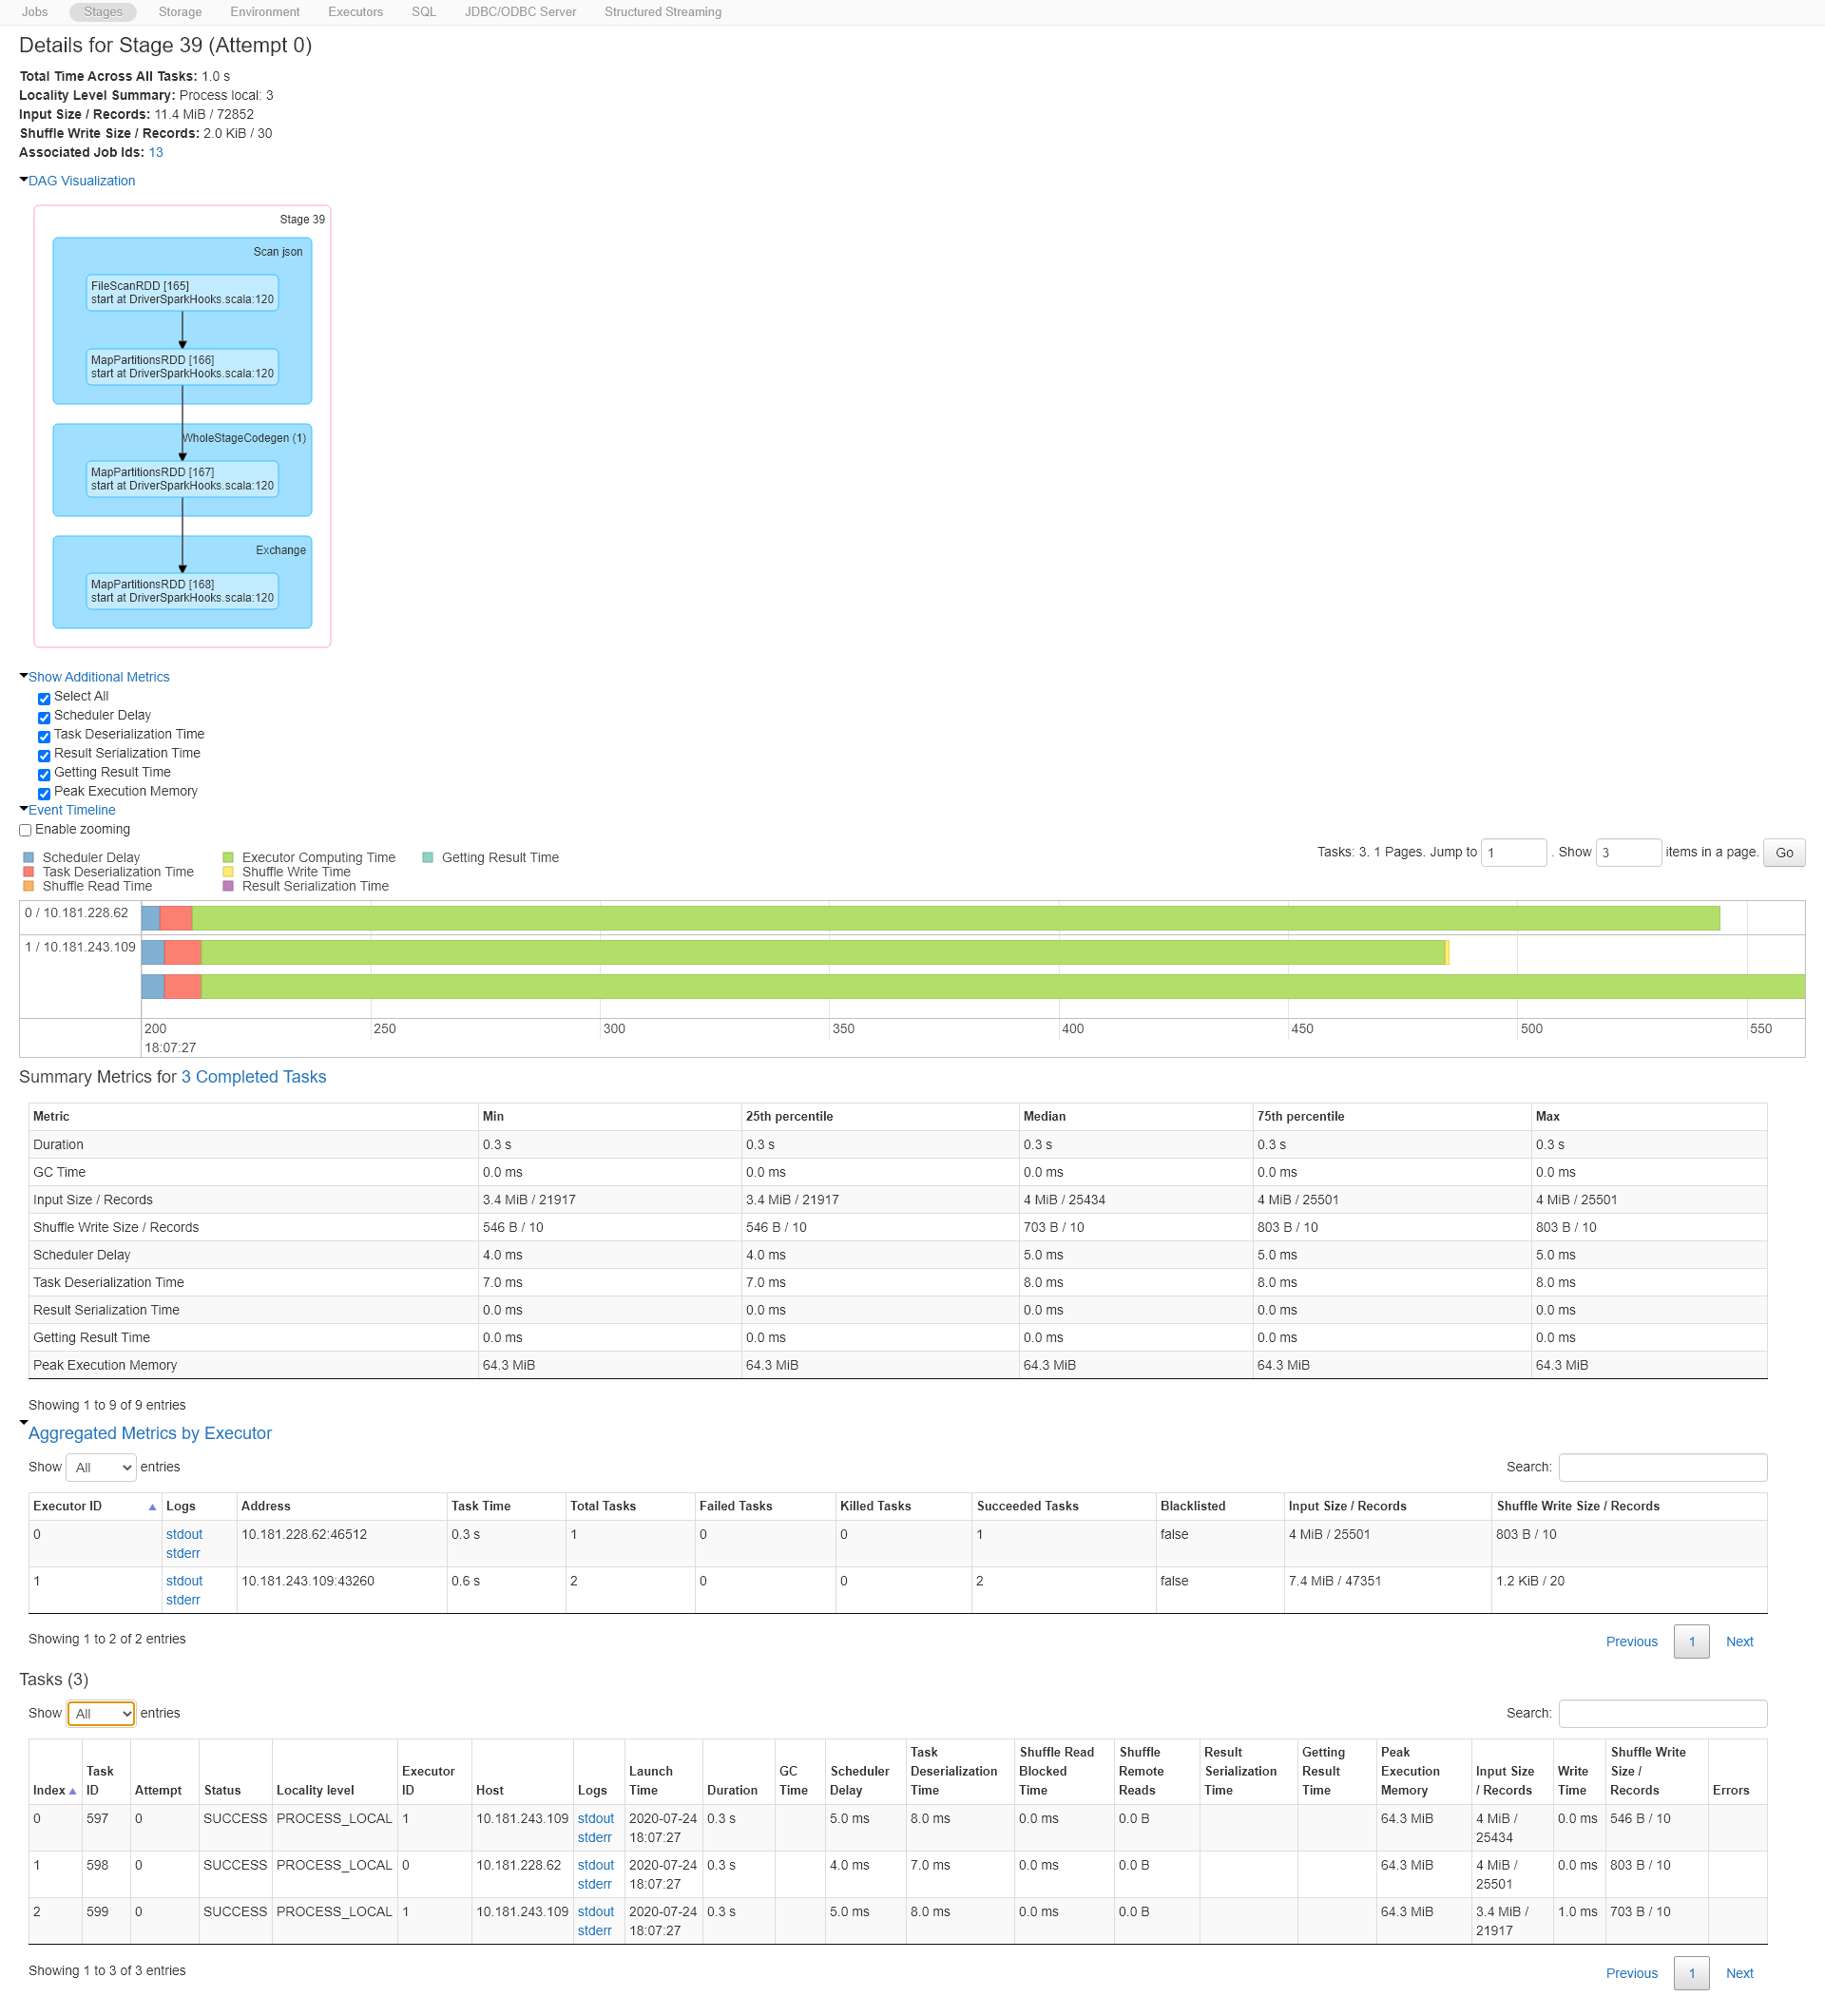 Jobs Stages Storage Environment Executors SQL JDBC/ODBC Server Structured Streaming
Details for Stage 39 (Attempt 0)
Total Time Across All Tasks: 1.0 s
Locality Level Summary: Process local: 3
Input Size / Records: 11.4 MiB / 72852
Shuffle Write Size / Records: 2.0 KiB / 30
Associated Job Ids: 13
DAG Visualization
Stage 39
Scan json
FileScanRDD [165]
start at DriverSparkHooks.scala:120
MapPartitionsRDD [166]
start at DriverSparkHooks.scala:120
WholeStageCodegen (1)
MapPartitionsRDD [167]
start at DriverSparkHooks.scala:120
Exchange
MapPartitionsRDD [168]
start at DriverSparkHooks.scala:120
Show Additional Metrics
Select All
Scheduler Delay
Task Deserialization Time
Result Serialization Time
Getting Result Time
Peak Execution Memory
Event Timeline
Enable zooming
Tasks: 3. 1 Pages. Jump to 1 . Show 3 items in a page. Go
Scheduler Delay Executor Computing Time Getting Result Time
Task Deserialization Time Shuffle Write Time
Shuffle Read Time Result Serialization Time
0 / 10.181.228.62
1 / 10.181.243.109
200 250 300 350 400 450 500 550
18:07:27
Summary Metrics for 3 Completed Tasks
Metric Min 25th percentile Median 75th percentile Max
Duration 0.3 s 0.3 s 0.3 s 0.3 s 0.3 s
GC Time 0.0 ms 0.0 ms 0.0 ms 0.0 ms 0.0 ms
Input Size / Records 3.4 MiB / 21917 3.4 MiB / 21917 4 MiB / 25434 4 MiB / 25501 4 MiB / 25501
Shuffle Write Size / Records 546 B / 10 546 B / 10 703 B / 10 803 B / 10 803 B / 10
Scheduler Delay 4.0 ms 4.0 ms 5.0 ms 5.0 ms 5.0 ms
Task Deserialization Time 7.0 ms 7.0 ms 8.0 ms 8.0 ms 8.0 ms
Result Serialization Time 0.0 ms 0.0 ms 0.0 ms 0.0 ms 0.0 ms
Getting Result Time 0.0 ms 0.0 ms 0.0 ms 0.0 ms 0.0 ms
Peak Execution Memory 64.3 MiB 64.3 MiB 64.3 MiB 64.3 MiB 64.3 MiB
Showing 1 to 9 of 9 entries
Aggregated Metrics by Executor
Show All entries Search:
Executor ID Logs Address Task Time Total Tasks Failed Tasks Killed Tasks Succeeded Tasks Blacklisted Input Size / Records Shuffle Write Size / Records
0 stdout 10.181.228.62:46512 0.3 s 1 0 0 1 false 4 MiB / 25501 803 B / 10
stderr
1 stdout 10.181.243.109:43260 0.6 s 2 0 0 2 false 7.4 MiB / 47351 1.2 KiB / 20
stderr
Showing 1 to 2 of 2 entries Previous 1 Next
Tasks (3)
Show All entries Search:
Task Shuffle Read Shuffle Result Getting Peak Shuffle Write
Task Executor Launch GC Scheduler Deserialization Blocked Remote Serialization Result Execution Input Size Write Size /
Index ID Attempt Status Locality level ID Host Logs Time Duration Time Delay Time Time Reads Time Time Memory / Records Time Records Errors
0 597 0 SUCCESS PROCESS_LOCAL 1 10.181.243.109 stdout 2020-07-24 0.3 s 5.0 ms 8.0 ms 0.0 ms 0.0 B 64.3 MiB 4 MiB / 0.0 ms 546 B / 10
stderr 18:07:27 25434
1 598 0 SUCCESS PROCESS_LOCAL 0 10.181.228.62 stdout 2020-07-24 0.3 s 4.0 ms 7.0 ms 0.0 ms 0.0 B 64.3 MiB 4 MiB / 0.0 ms 803 B / 10
stderr 18:07:27 25501
2 599 0 SUCCESS PROCESS_LOCAL 1 10.181.243.109 stdout 2020-07-24 0.3 s 5.0 ms 8.0 ms 0.0 ms 0.0 B 64.3 MiB 3.4 MiB / 1.0 ms 703 B / 10
stderr 18:07:27 21917
Showing 1 to 3 of 3 entries Previous 1 Next